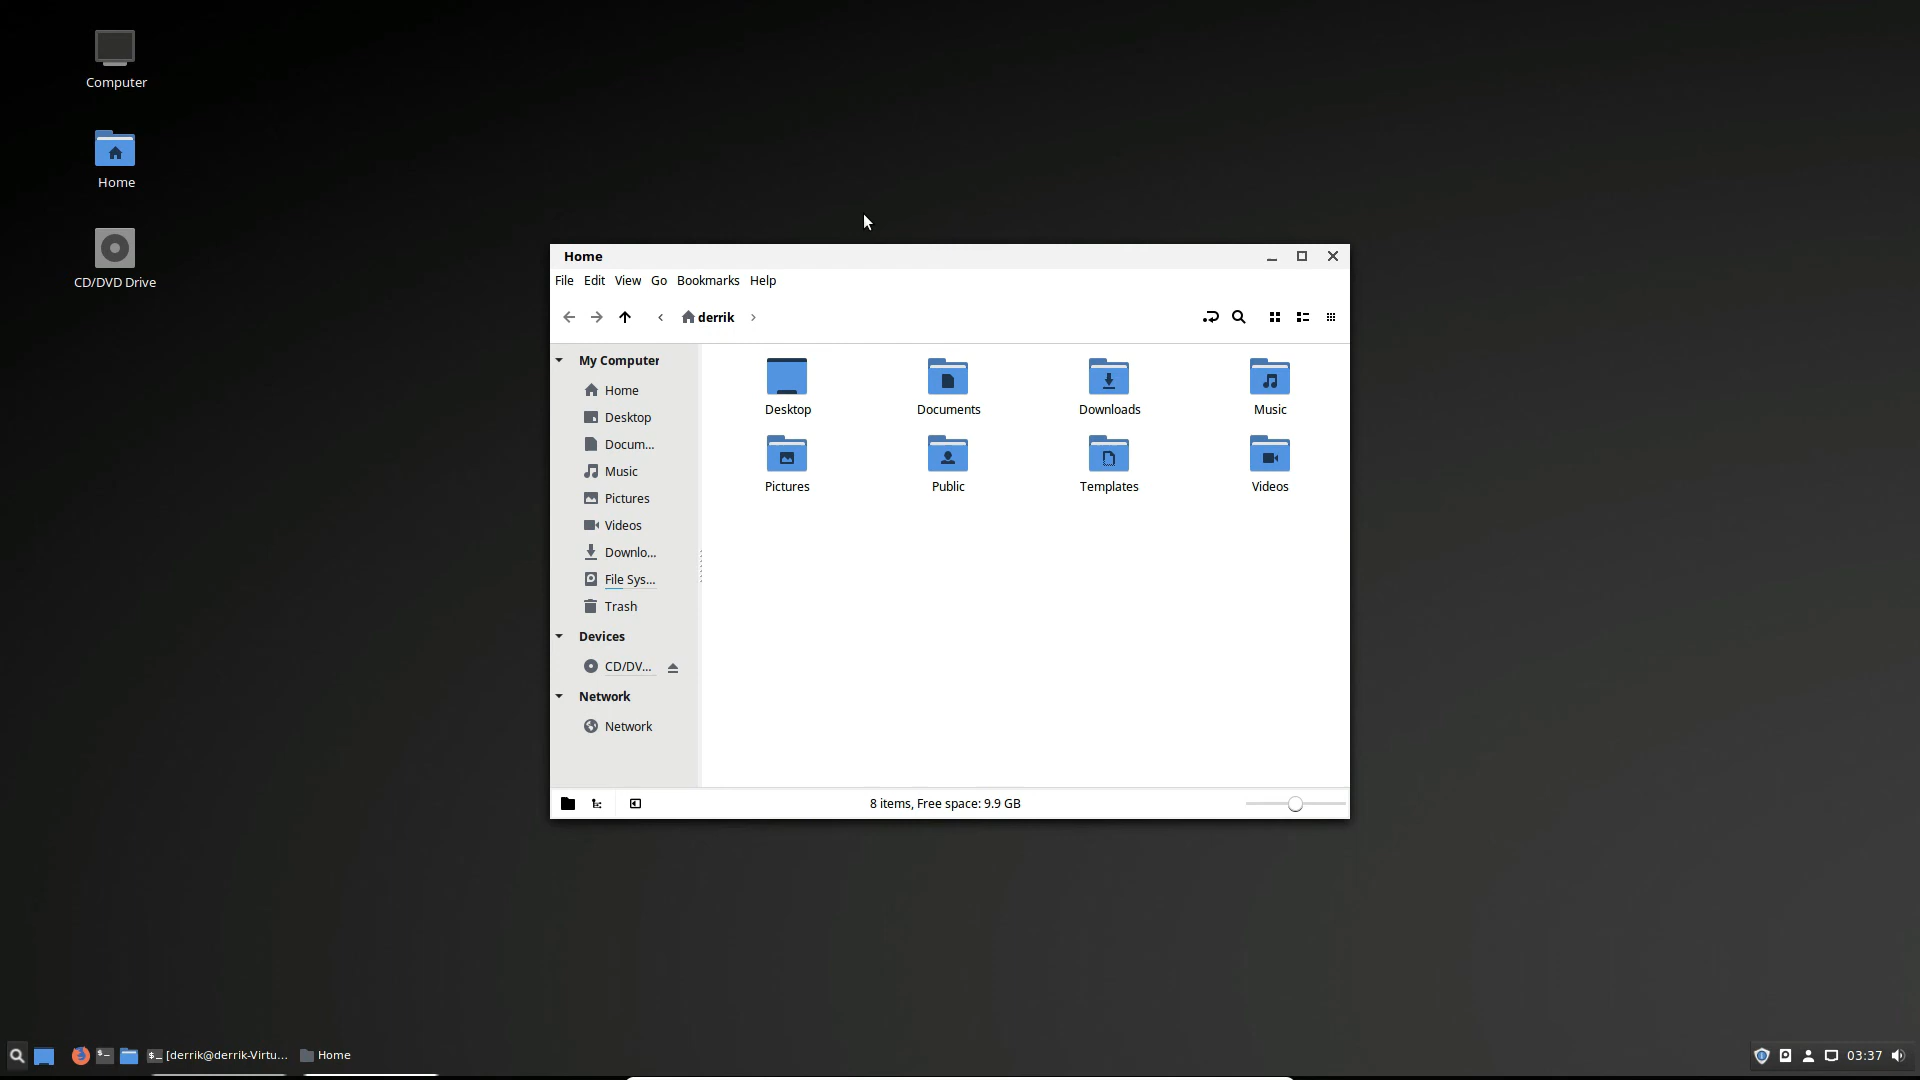 Computer
Home
CD/DVD Drive
Home
File Edit View Go Bookmarks Help
derrik
My Computer
Home
Desktop
Docum...
Music
Pictures
Videos
Downlo...
File Sys...
Trash
Devices
CD/DV...
Network
Network
Desktop
Documents
Downloads
Music
Pictures
Public
Templates
Videos
8 items, Free space: 9.9 GB
[derrik@derrik-Virtu...
Home
03:37